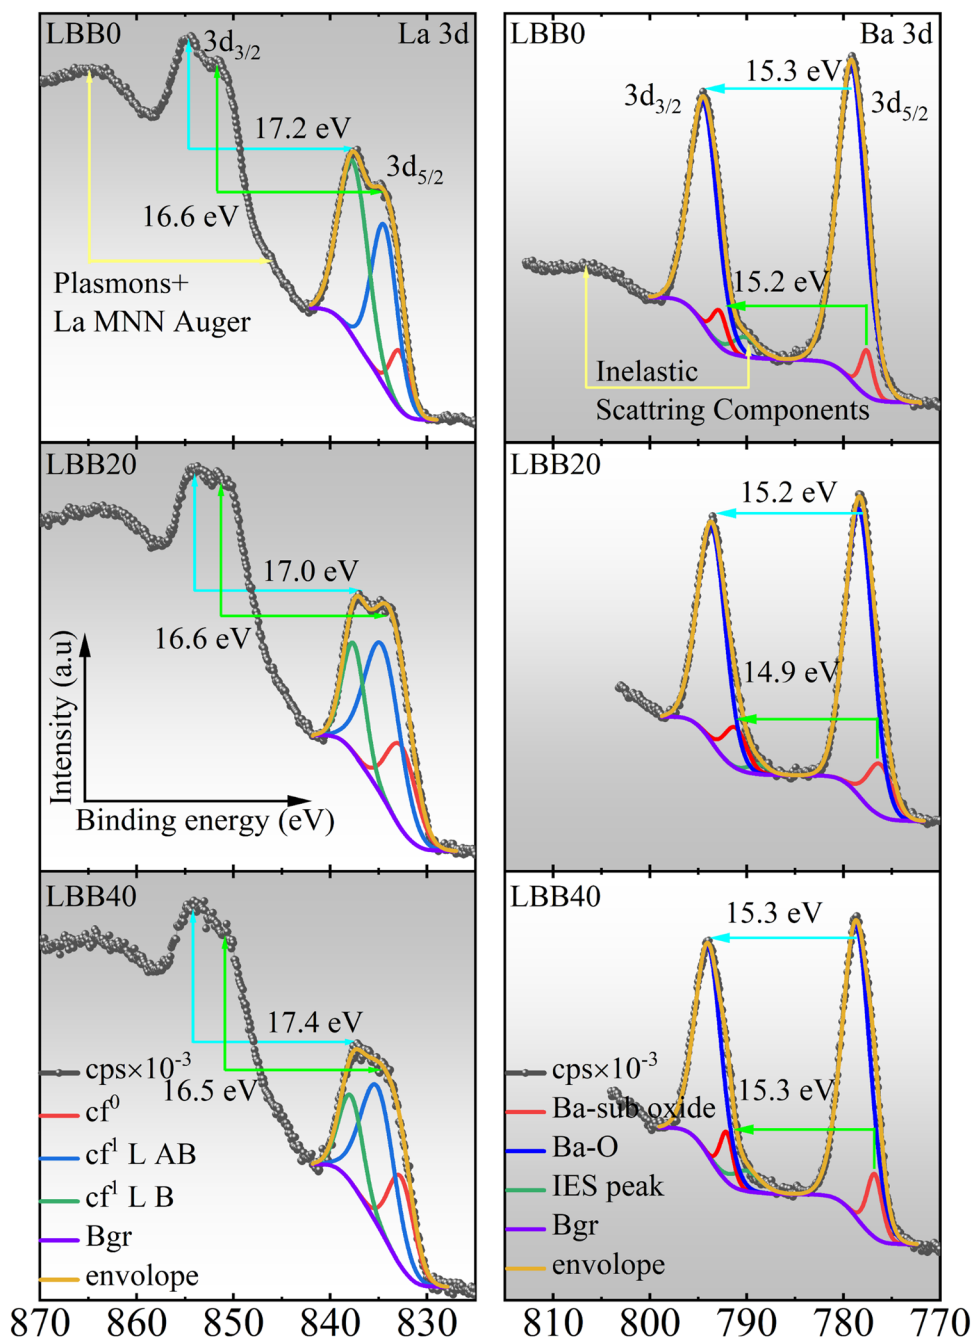 LBB0
La 3d
3d3/2
17.2 eV
3d5/2
16.6 eV
Plasmons+
La MNN Auger
LBB0
Ba 3d
15.3 eV
3d3/2
3d5/2
15.2 eV
Inelastic
Scattring Components
LBB20
17.0 eV
16.6 eV
Intensity (a.u)
Binding energy (eV)
LBB20
15.2 eV
14.9 eV
LBB40
17.4 eV
16.5 eV
cps×10-3
cf0
cf1 L AB
cf1 L B
Bgr
envolope
870 860 850 840 830
LBB40
15.3 eV
15.3 eV
cps×10-3
Ba-sub oxide
Ba-O
IES peak
Bgr
envolope
810 800 790 780 770